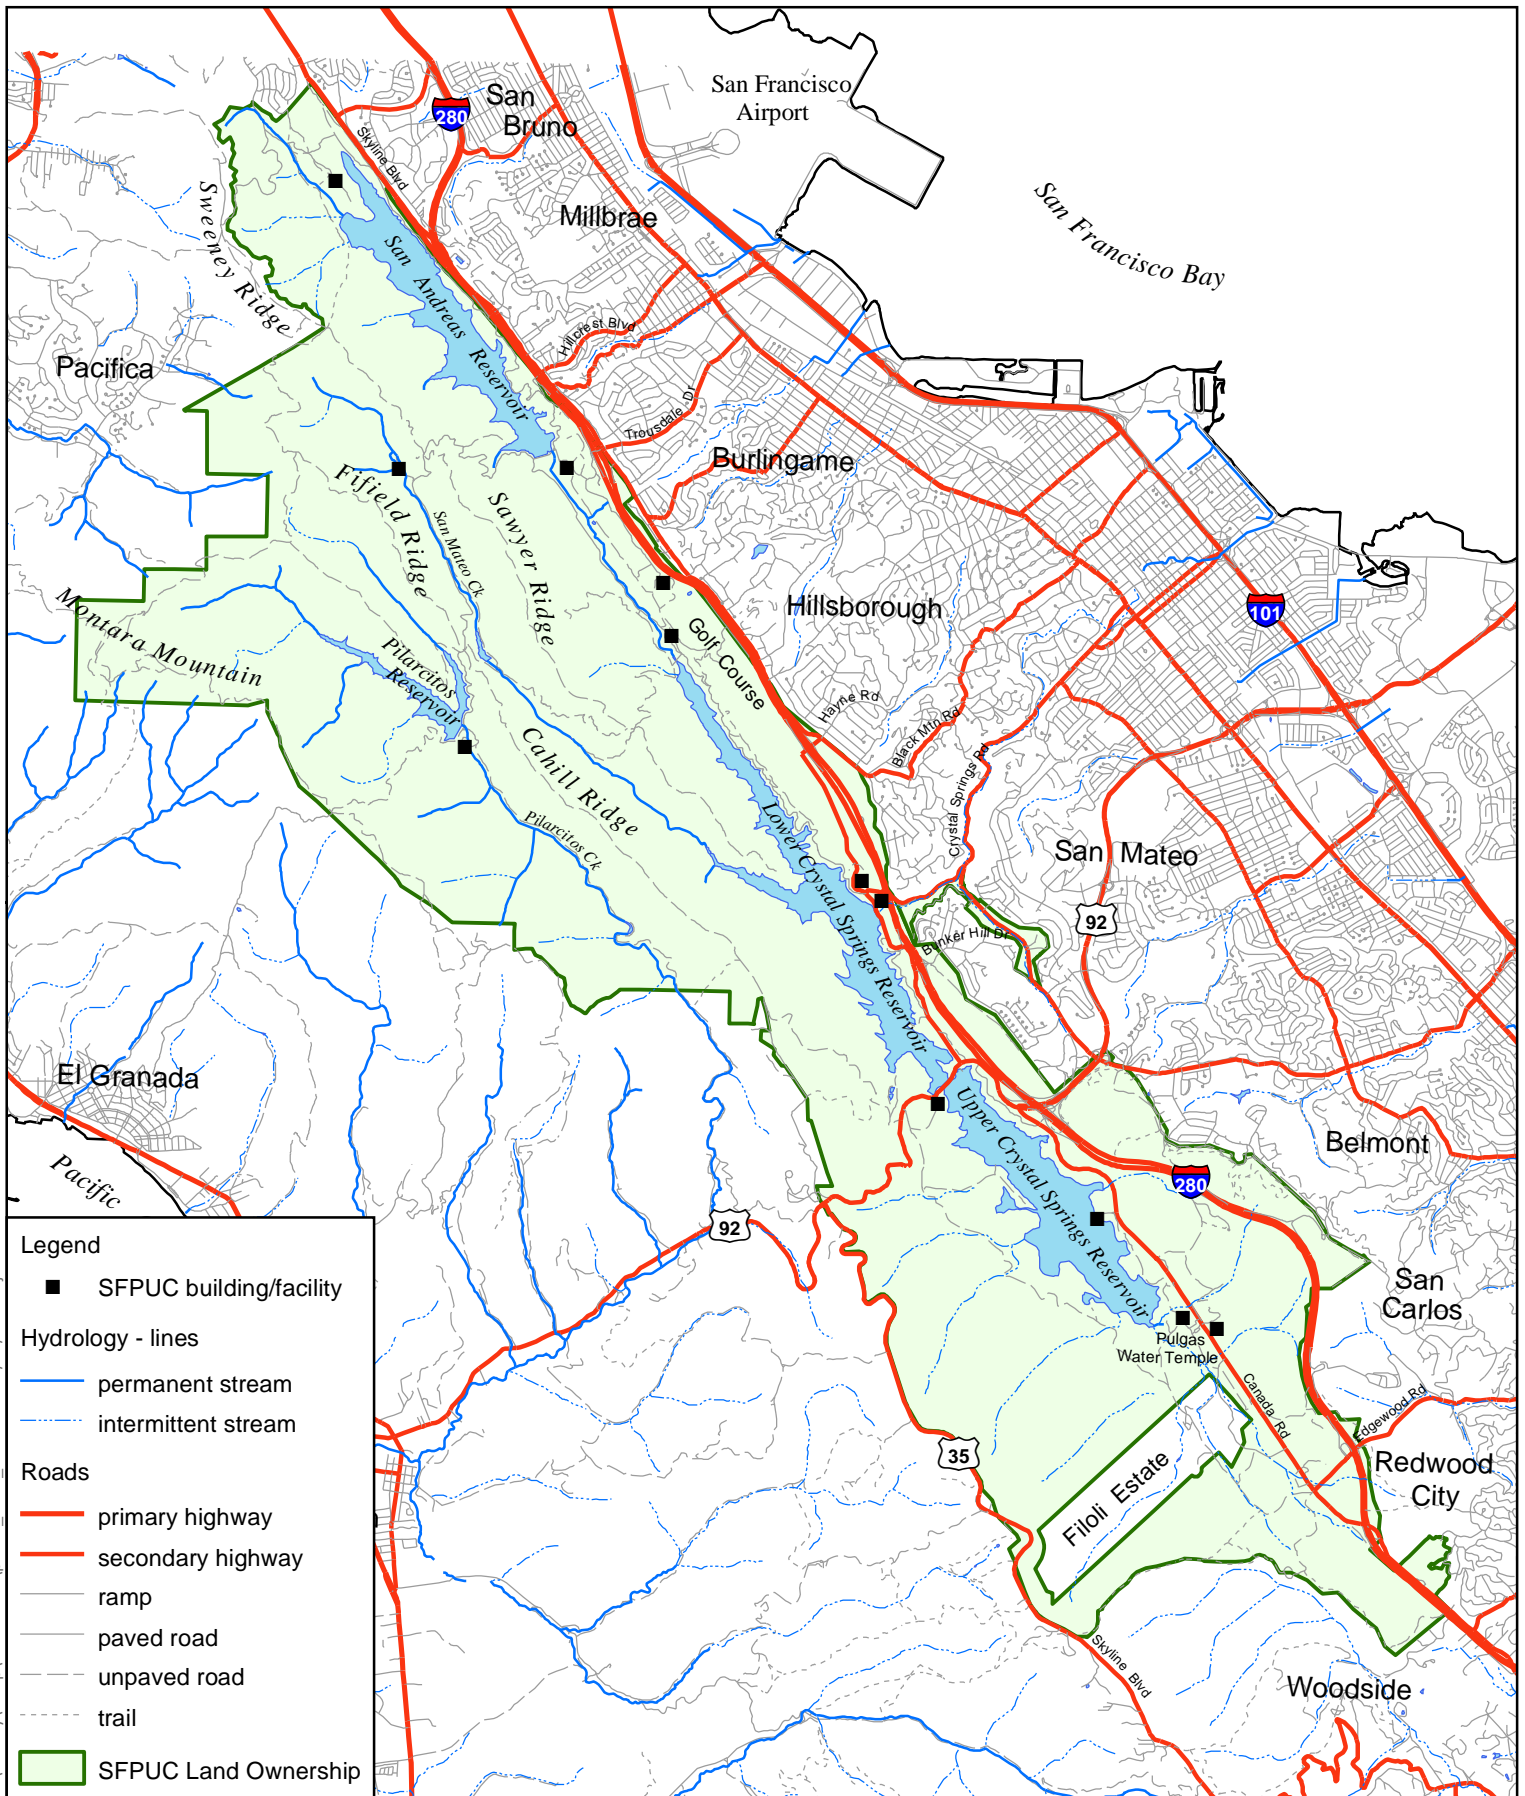 San Francisco
Airport
San
Bruno
280
Skyline Blvd
Millbrae
San Francisco Bay
Sweeney Ridge
San Andreas Reservoir
Hillcrest Blvd
Pacifica
Trousdale Dr
Burlingame
Fifield Ridge
San Mateo Ck
Sawyer Ridge
Hillsborough
101
Montara Mountain
Golf Course
Pilarcitos
Reservoir
Hayne Rd
Black Mtn Rd
Cahill Ridge
Crystal Springs Rd
Pilarcitos Ck
Lower Crystal Springs Reservoir
San Mateo
92
Bunker Hill Dr
El Granada
Upper Crystal Springs Reservoir
Belmont
Pacific
280
92
San
Carlos
Pulgas
Water Temple
Canada Rd
Edgewood Rd
35
Filoli Estate
Redwood
City
Skyline Blvd
Woodside
Legend
SFPUC building/facility
Hydrology - lines
permanent stream
intermittent stream
Roads
primary highway
secondary highway
ramp
paved road
unpaved road
trail
SFPUC Land Ownership